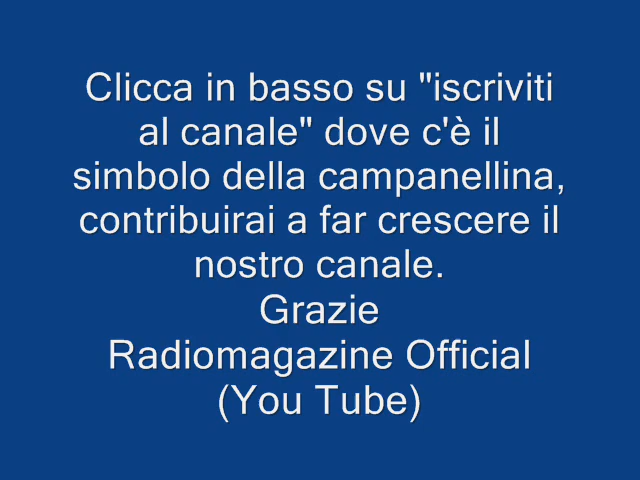 Clicca in basso su "iscriviti
al canale" dove c'è il
simbolo della campanellina,
contribuirai a far crescere il
nostro canale.
Grazie
Radiomagazine Official
(You Tube)